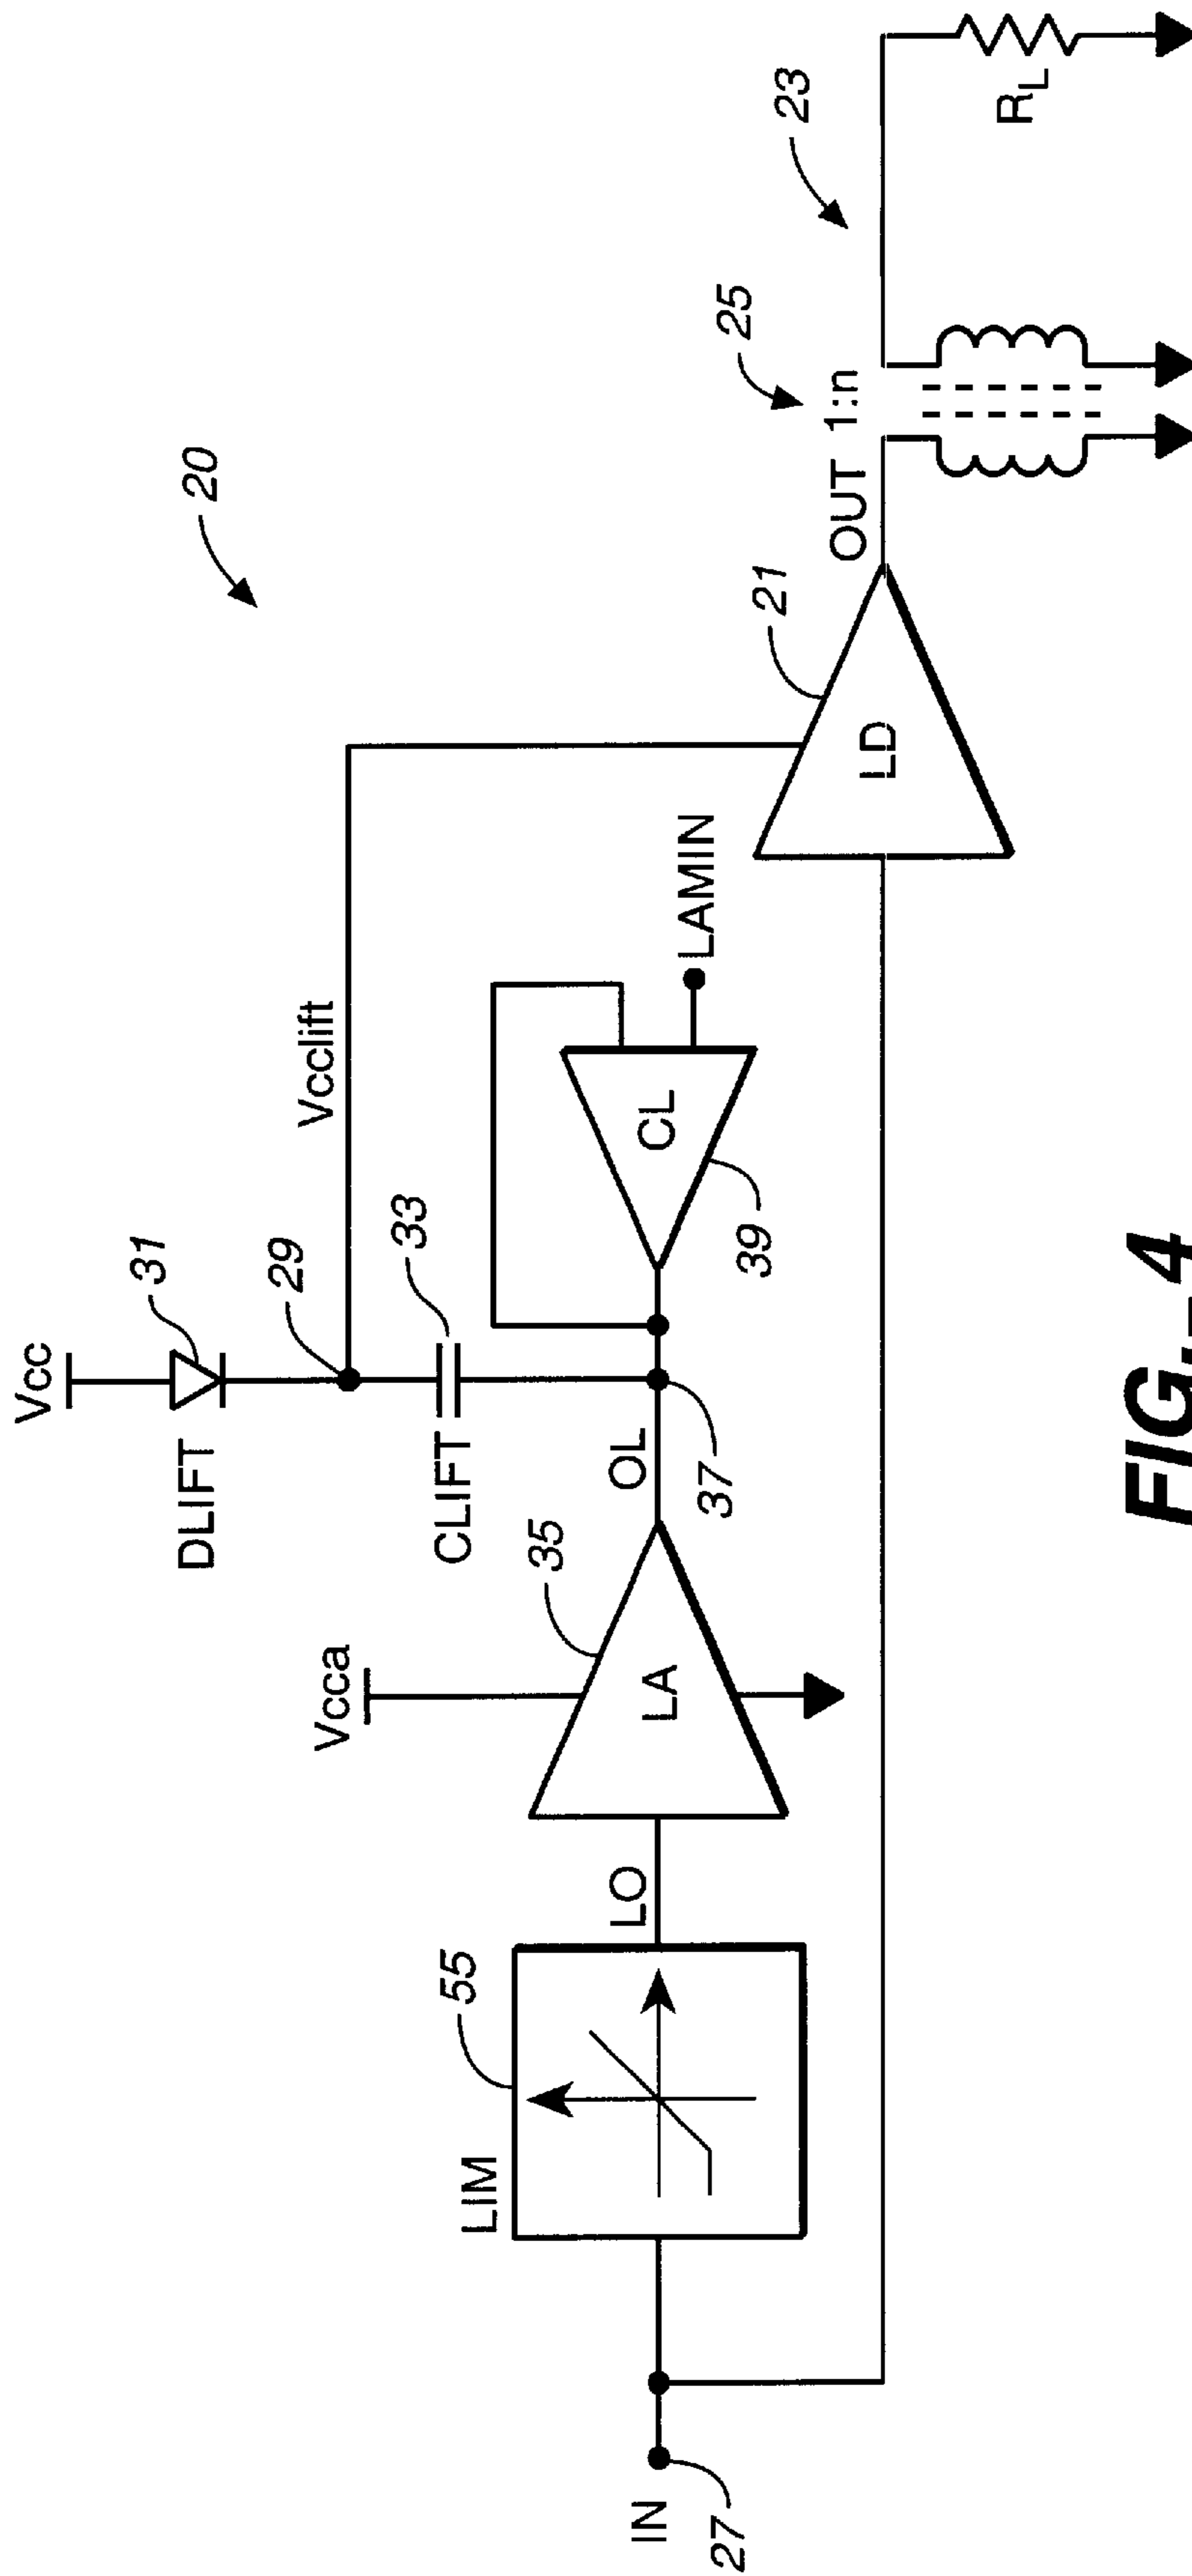 20
Vcc
31
DLIFT
29
Vcclift
CLIFT
33
Vcca
35
LA
OL
37
CL
39
LAMIN
LIM
55
LO
IN
27
21
LD
OUT
1:n
25
23
RL
FIG._4